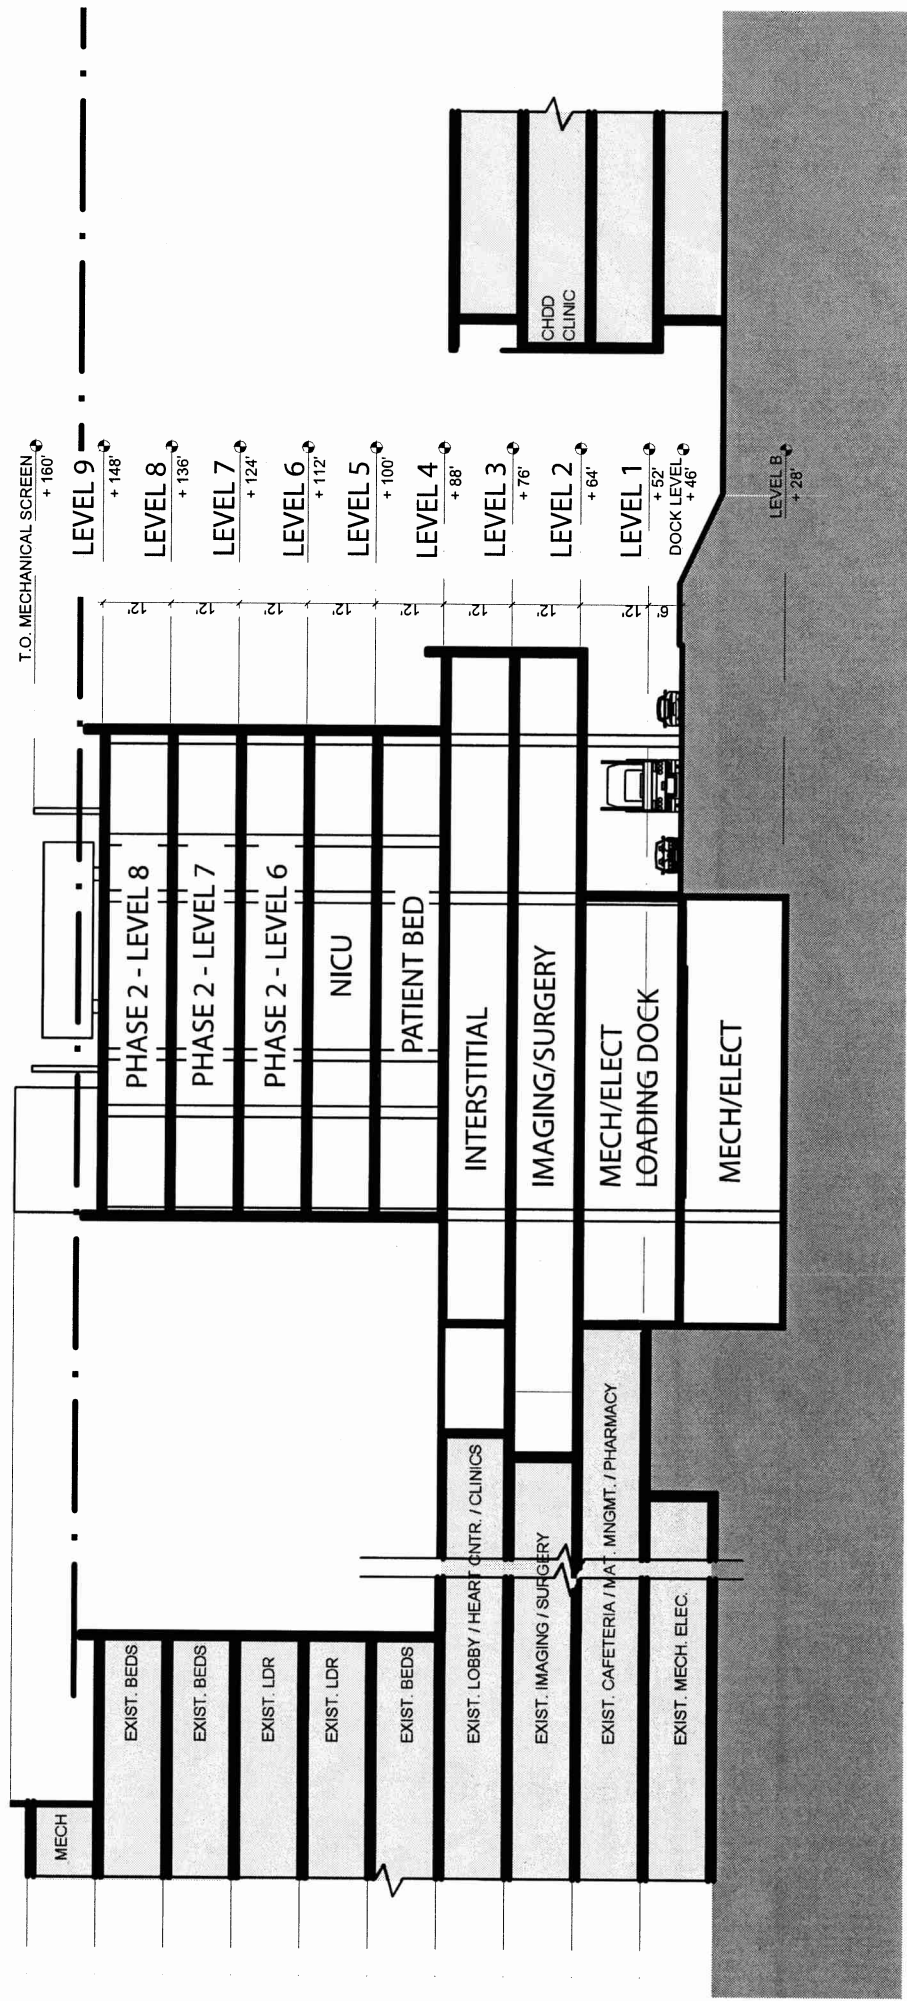 T.O. MECHANICAL SCREEN
+ 160'
LEVEL 9
+ 148'
LEVEL 8
+ 136'
LEVEL 7
+ 124'
LEVEL 6
+ 112'
LEVEL 5
+ 100'
LEVEL 4
+ 88'
LEVEL 3
+ 76'
LEVEL 2
+ 64'
LEVEL 1
+ 52'
DOCK LEVEL
+ 46'
LEVEL B
+ 28'
12'
12'
12'
12'
12'
12'
12'
12'
6'
MECH
EXIST. BEDS
EXIST. BEDS
EXIST. LDR
EXIST. LDR
EXIST. BEDS
EXIST. LOBBY / HEART CNTR. / CLINICS
EXIST. IMAGING / SURGERY
EXIST. CAFETERIA / MAT. MNGMT. / PHARMACY
EXIST. MECH. ELEC.
PHASE 2 - LEVEL 8
PHASE 2 - LEVEL 7
PHASE 2 - LEVEL 6
NICU
PATIENT BED
INTERSTITIAL
IMAGING/SURGERY
MECH/ELECT
LOADING DOCK
MECH/ELECT
CHDD
CLINIC